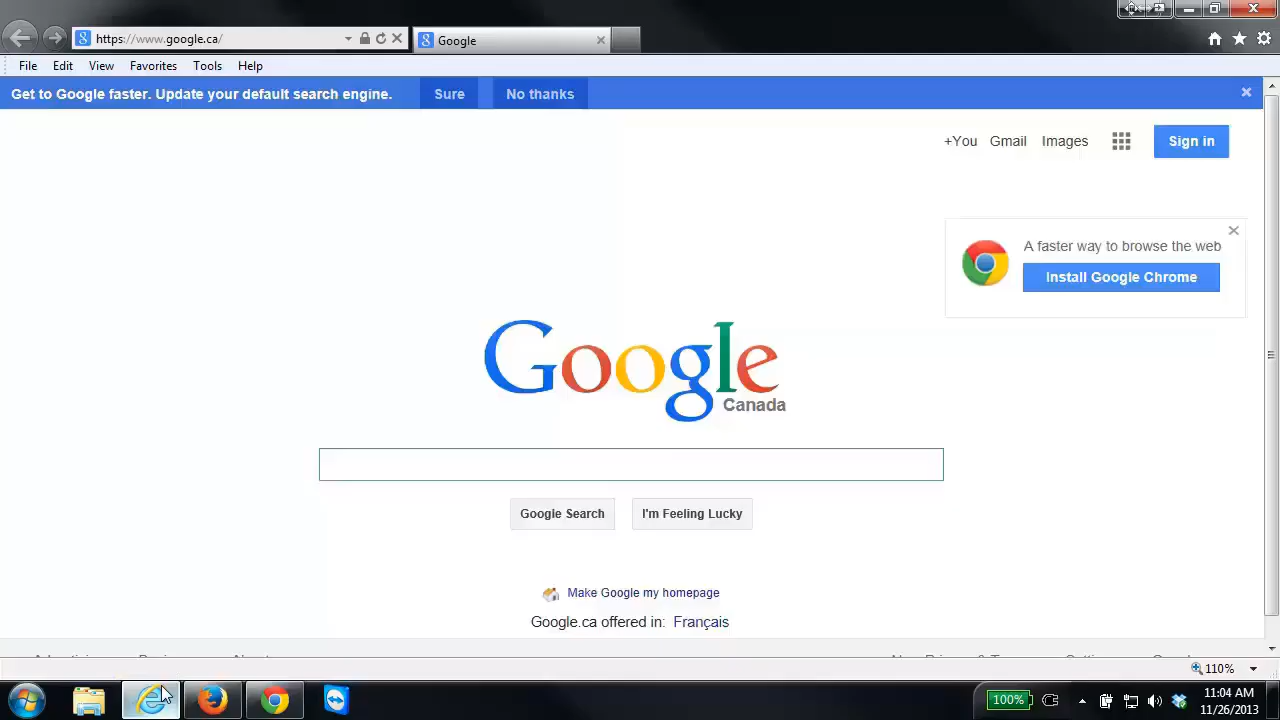 https://www.google.ca/
Google
File Edit View Favorites Tools Help
Get to Google faster. Update your default search engine. Sure No thanks
+You Gmail Images Sign in
A faster way to browse the web
Install Google Chrome
Google
Canada
Google Search I'm Feeling Lucky
Make Google my homepage
Google.ca offered in: Français
110%
100%
11:04 AM
11/26/2013